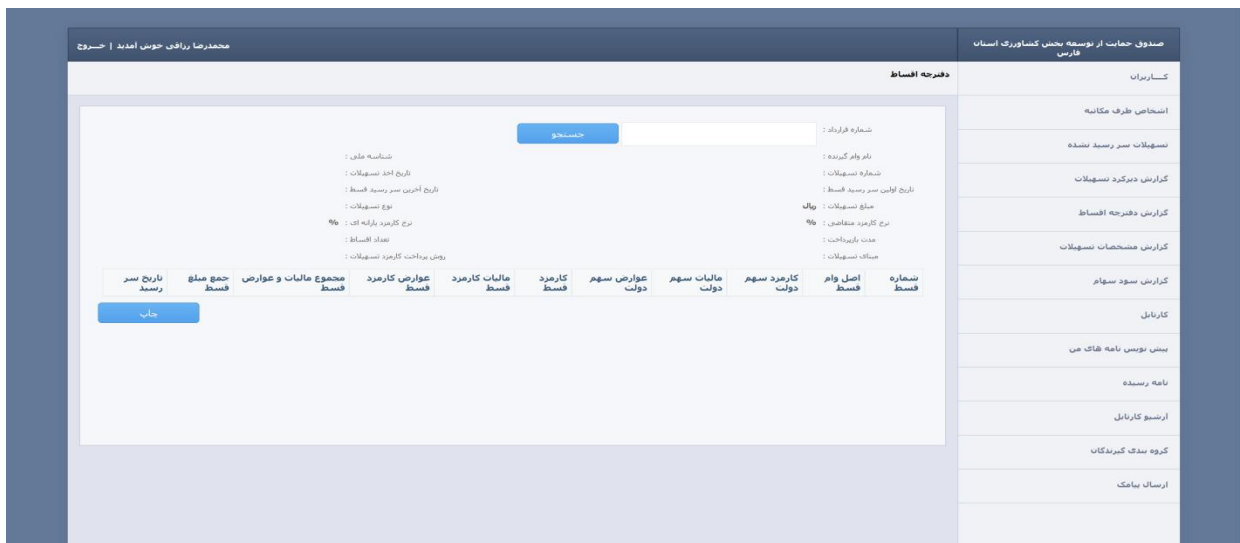 صندوق حمایت از توسعه بخش کشاورزی استان
فارس
محمدرضا رزاقی خوش آمدید | خـــروج
کـــاربران
اشخاص طرف مکاتبه
تسهیلات سر رسید نشده
گزارش دیرکرد تسهیلات
گزارش دفترچه اقساط
گزارش مشخصات تسهیلات
گزارش سود سهام
کارتابل
پیش نویس نامه های من
نامه رسیده
ارشیو کارتابل
گروه بندی گیرندگان
ارسال پیامک
دفترچه اقساط
شماره قرارداد :
جستجو
نام وام گیرنده : شناسه ملی :
شماره تسهیلات : تاریخ اخذ تسهیلات :
تاریخ اولین سر رسید قسط : تاریخ آخرین سر رسید قسط :
مبلغ تسهیلات : ریال نوع تسهیلات :
نرخ کارمزد متقاضی : % نرخ کارمزد یارانه ای : %
مدت بازپرداخت : تعداد اقساط :
میعاد تسهیلات : روش پرداخت کارمزد تسهیلات :
شماره قسط اصل وام قسط کارمزد سهم دولت مالیات سهم دولت عوارض سهم دولت کارمزد قسط مالیات کارمزد قسط عوارض کارمزد قسط مجموع مالیات و عوارض قسط جمع مبلغ قسط تاریخ سر رسید
چاپ